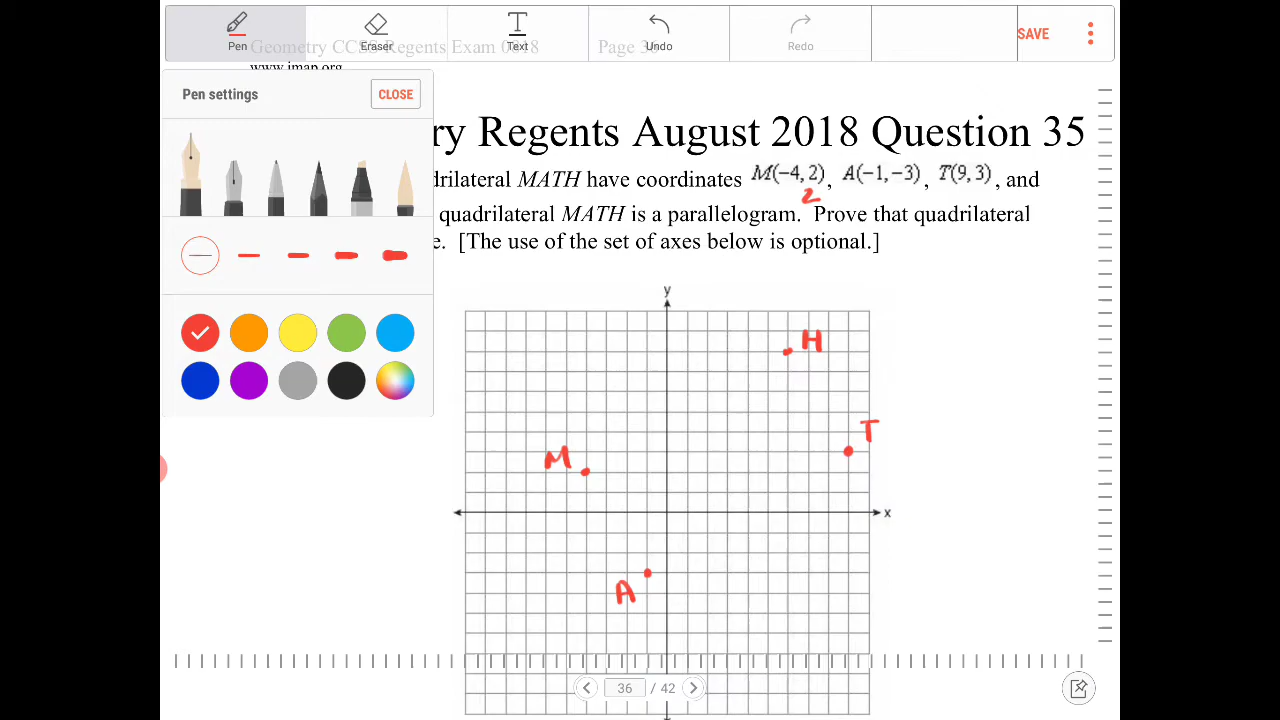 Pen
Eraser
Text
Undo
Redo
SAVE
Geometry CCSS Regents Exam 0818 Page 3
www.jmap.org
Pen settings
CLOSE
ry Regents August 2018 Question 35
drilateral MATH have coordinates M(−4,2), A(−1,−3), T(9,3), and
2
quadrilateral MATH is a parallelogram. Prove that quadrilateral
e. [The use of the set of axes below is optional.]
y
H
T
M
x
A
36 / 42